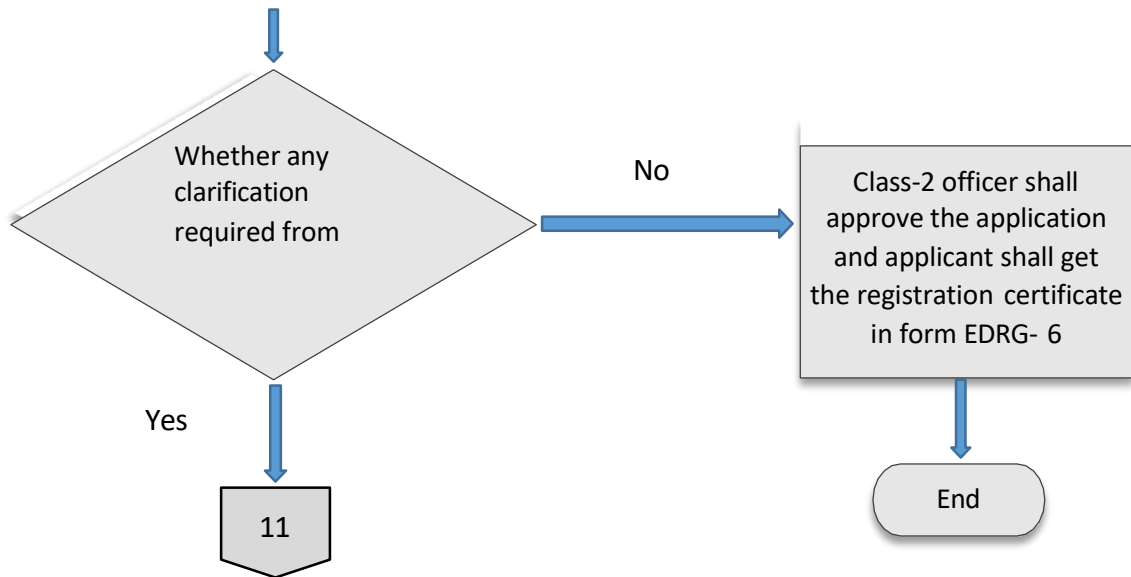 Whether any
clarification
required from
No
Class-2 officer shall
approve the application
and applicant shall get
the registration certificate
in form EDRG- 6
Yes
11
End